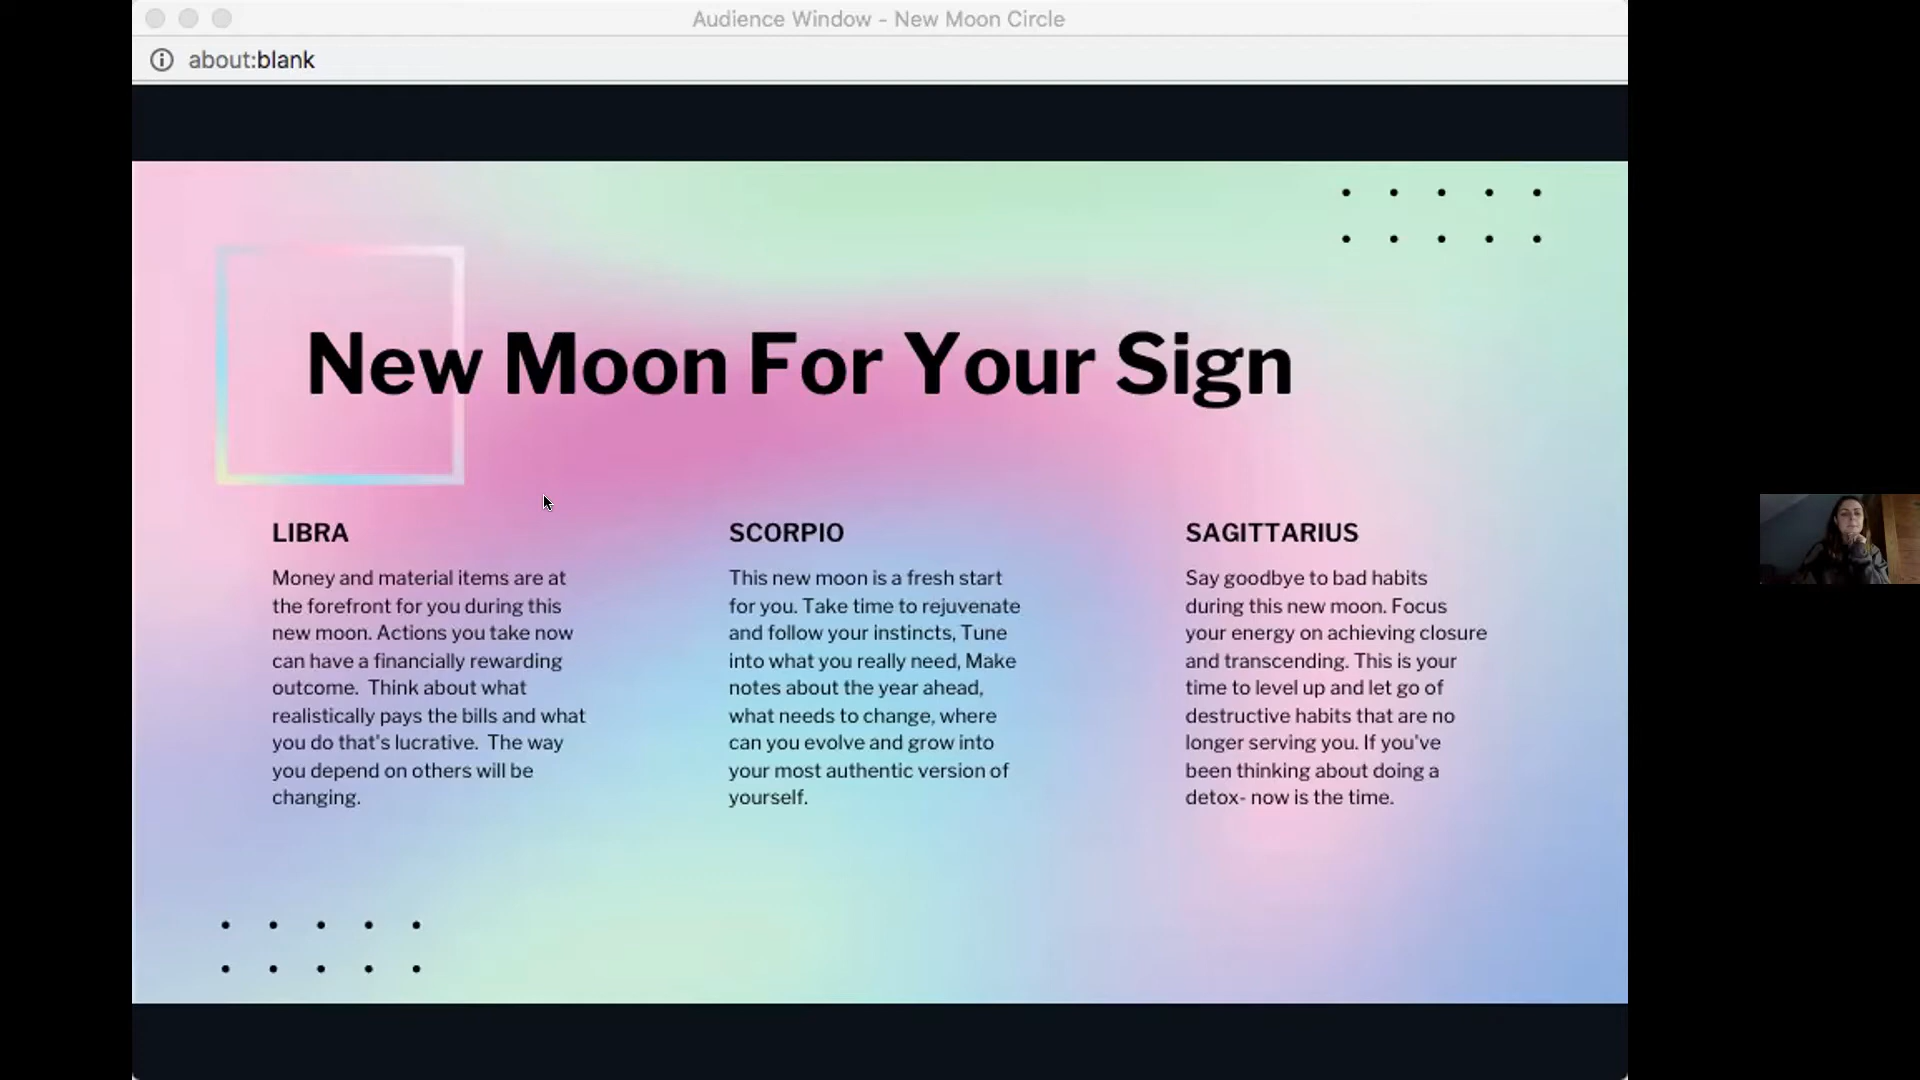 Audience Window - New Moon Circle
about:blank
New Moon For Your Sign
LIBRA
Money and material items are at
the forefront for you during this
new moon. Actions you take now
can have a financially rewarding
outcome.  Think about what
realistically pays the bills and what
you do that's lucrative.  The way
you depend on others will be
changing.
SCORPIO
This new moon is a fresh start
for you. Take time to rejuvenate
and follow your instincts, Tune
into what you really need, Make
notes about the year ahead,
what needs to change, where
can you evolve and grow into
your most authentic version of
yourself.
SAGITTARIUS
Say goodbye to bad habits
during this new moon. Focus
your energy on achieving closure
and transcending. This is your
time to level up and let go of
destructive habits that are no
longer serving you. If you've
been thinking about doing a
detox- now is the time.